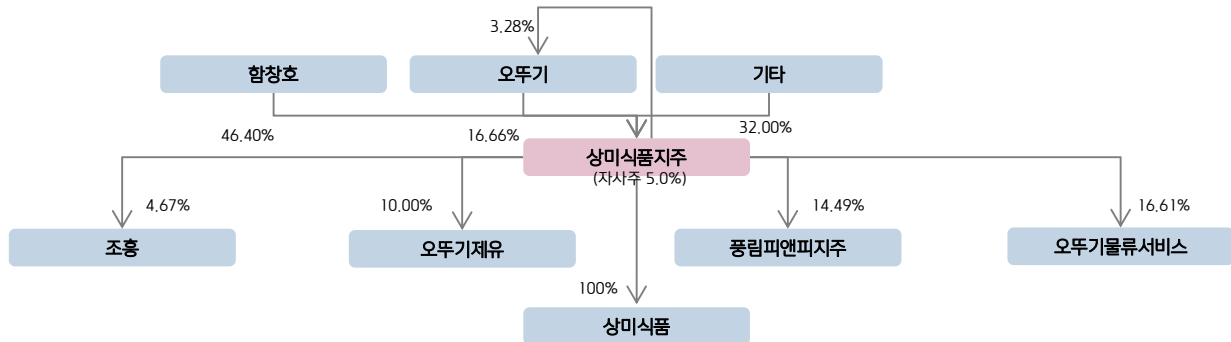 3.28%
함창호
오뚜기
기타
46.40%
16.66%
32.00%
상미식품지주
(자사주 5.0%)
4.67%
10.00%
14.49%
16.61%
조흥
오뚜기제유
풍림피앤피지주
오뚜기물류서비스
100%
상미식품